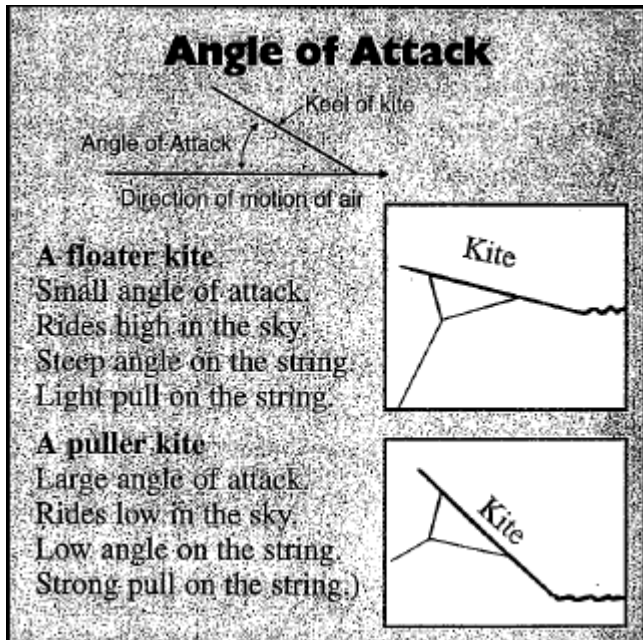 Angle of Attack
Keel of kite
Angle of Attack
Direction of motion of air
A floater kite
Small angle of attack.
Rides high in the sky.
Steep angle on the string.
Light pull on the string.
Kite
A puller kite
Large angle of attack.
Rides low in the sky.
Low angle on the string.
Strong pull on the string.)
Kite